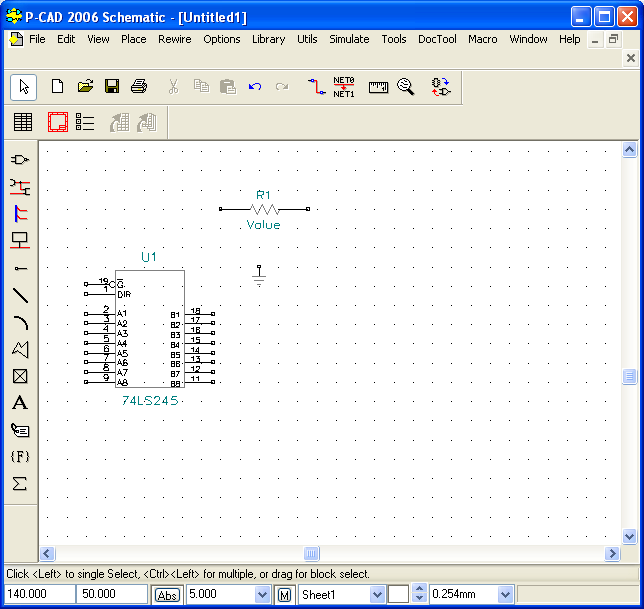 P-CAD 2006 Schematic - [Untitled1]
File Edit View Place Rewire Options Library Utils Simulate Tools DocTool Macro Window Help
NET0
NET1
R1
Value
U1
19 G
1 DIR
2 A1 B1 18
3 A2 B2 17
4 A3 B3 16
5 A4 B4 15
6 A5 B5 14
7 A6 B6 13
8 A7 B7 12
9 A8 B8 11
74LS245
A
{F}
Σ
Click <Left> to single Select, <Ctrl><Left> for multiple, or drag for block select.
140.000 50.000 Abs 5.000 M Sheet1 0.254mm